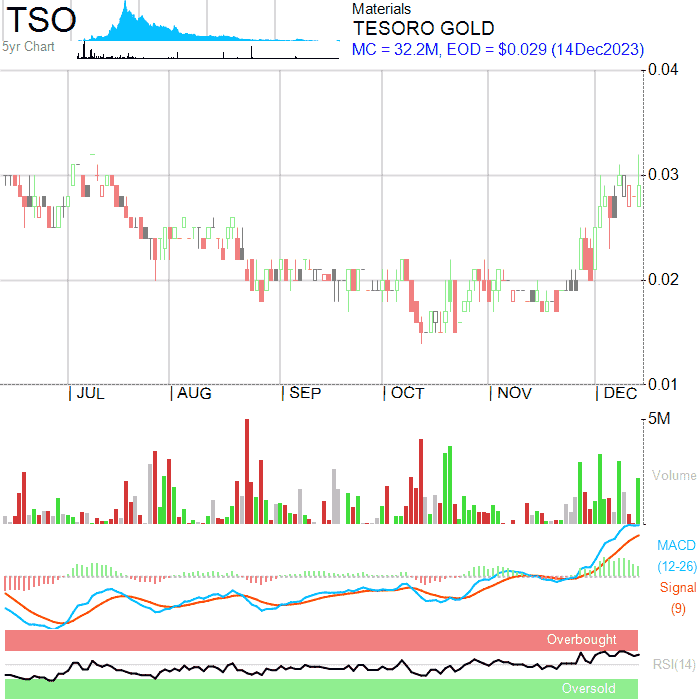 TSO
5yr Chart
Materials
TESORO GOLD
MC = 32.2M, EOD = $0.029 (14Dec2023)
0.04
0.03
0.02
0.01
JUL AUG SEP OCT NOV DEC
5M
Volume
MACD
(12-26)
Signal
(9)
Overbought
RSI(14)
Oversold